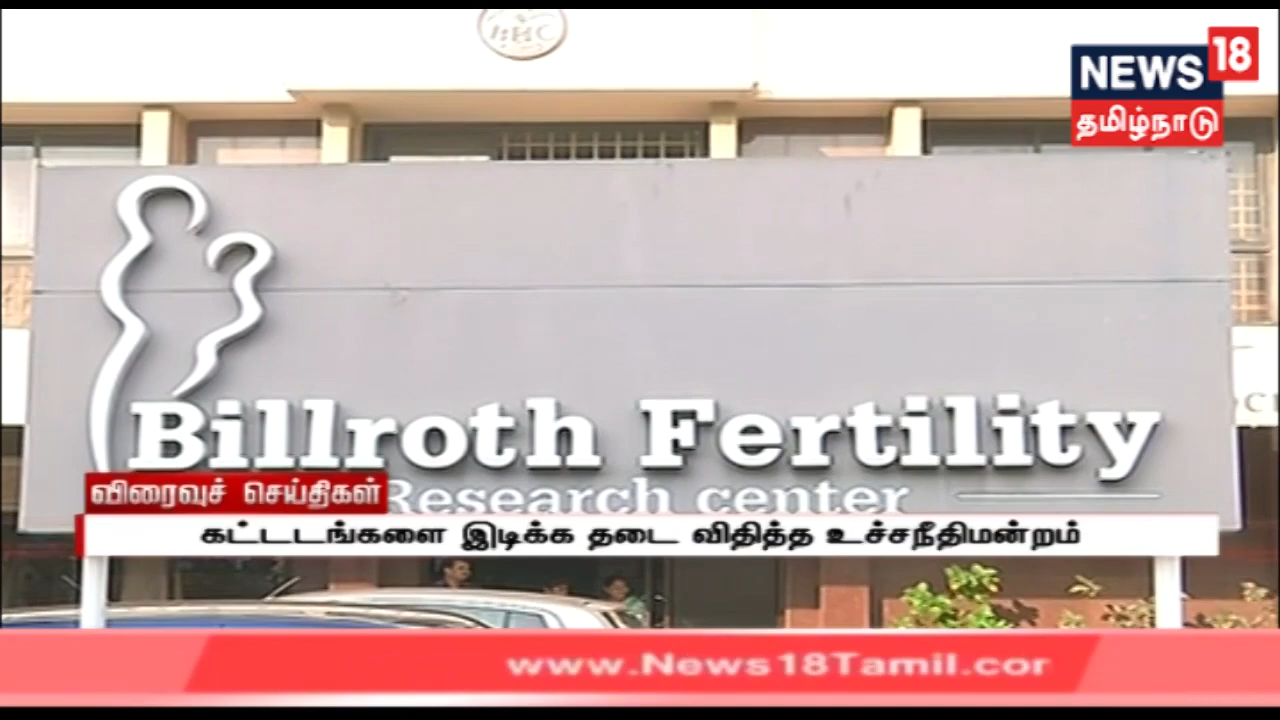 BHC
NEWS 18
தமிழ்நாடு
Billroth Fertility
Research center
விரைவுச் செய்திகள்
கட்டடங்களை இடிக்க தடை விதித்த உச்சநீதிமன்றம்
www.News18Tamil.cor